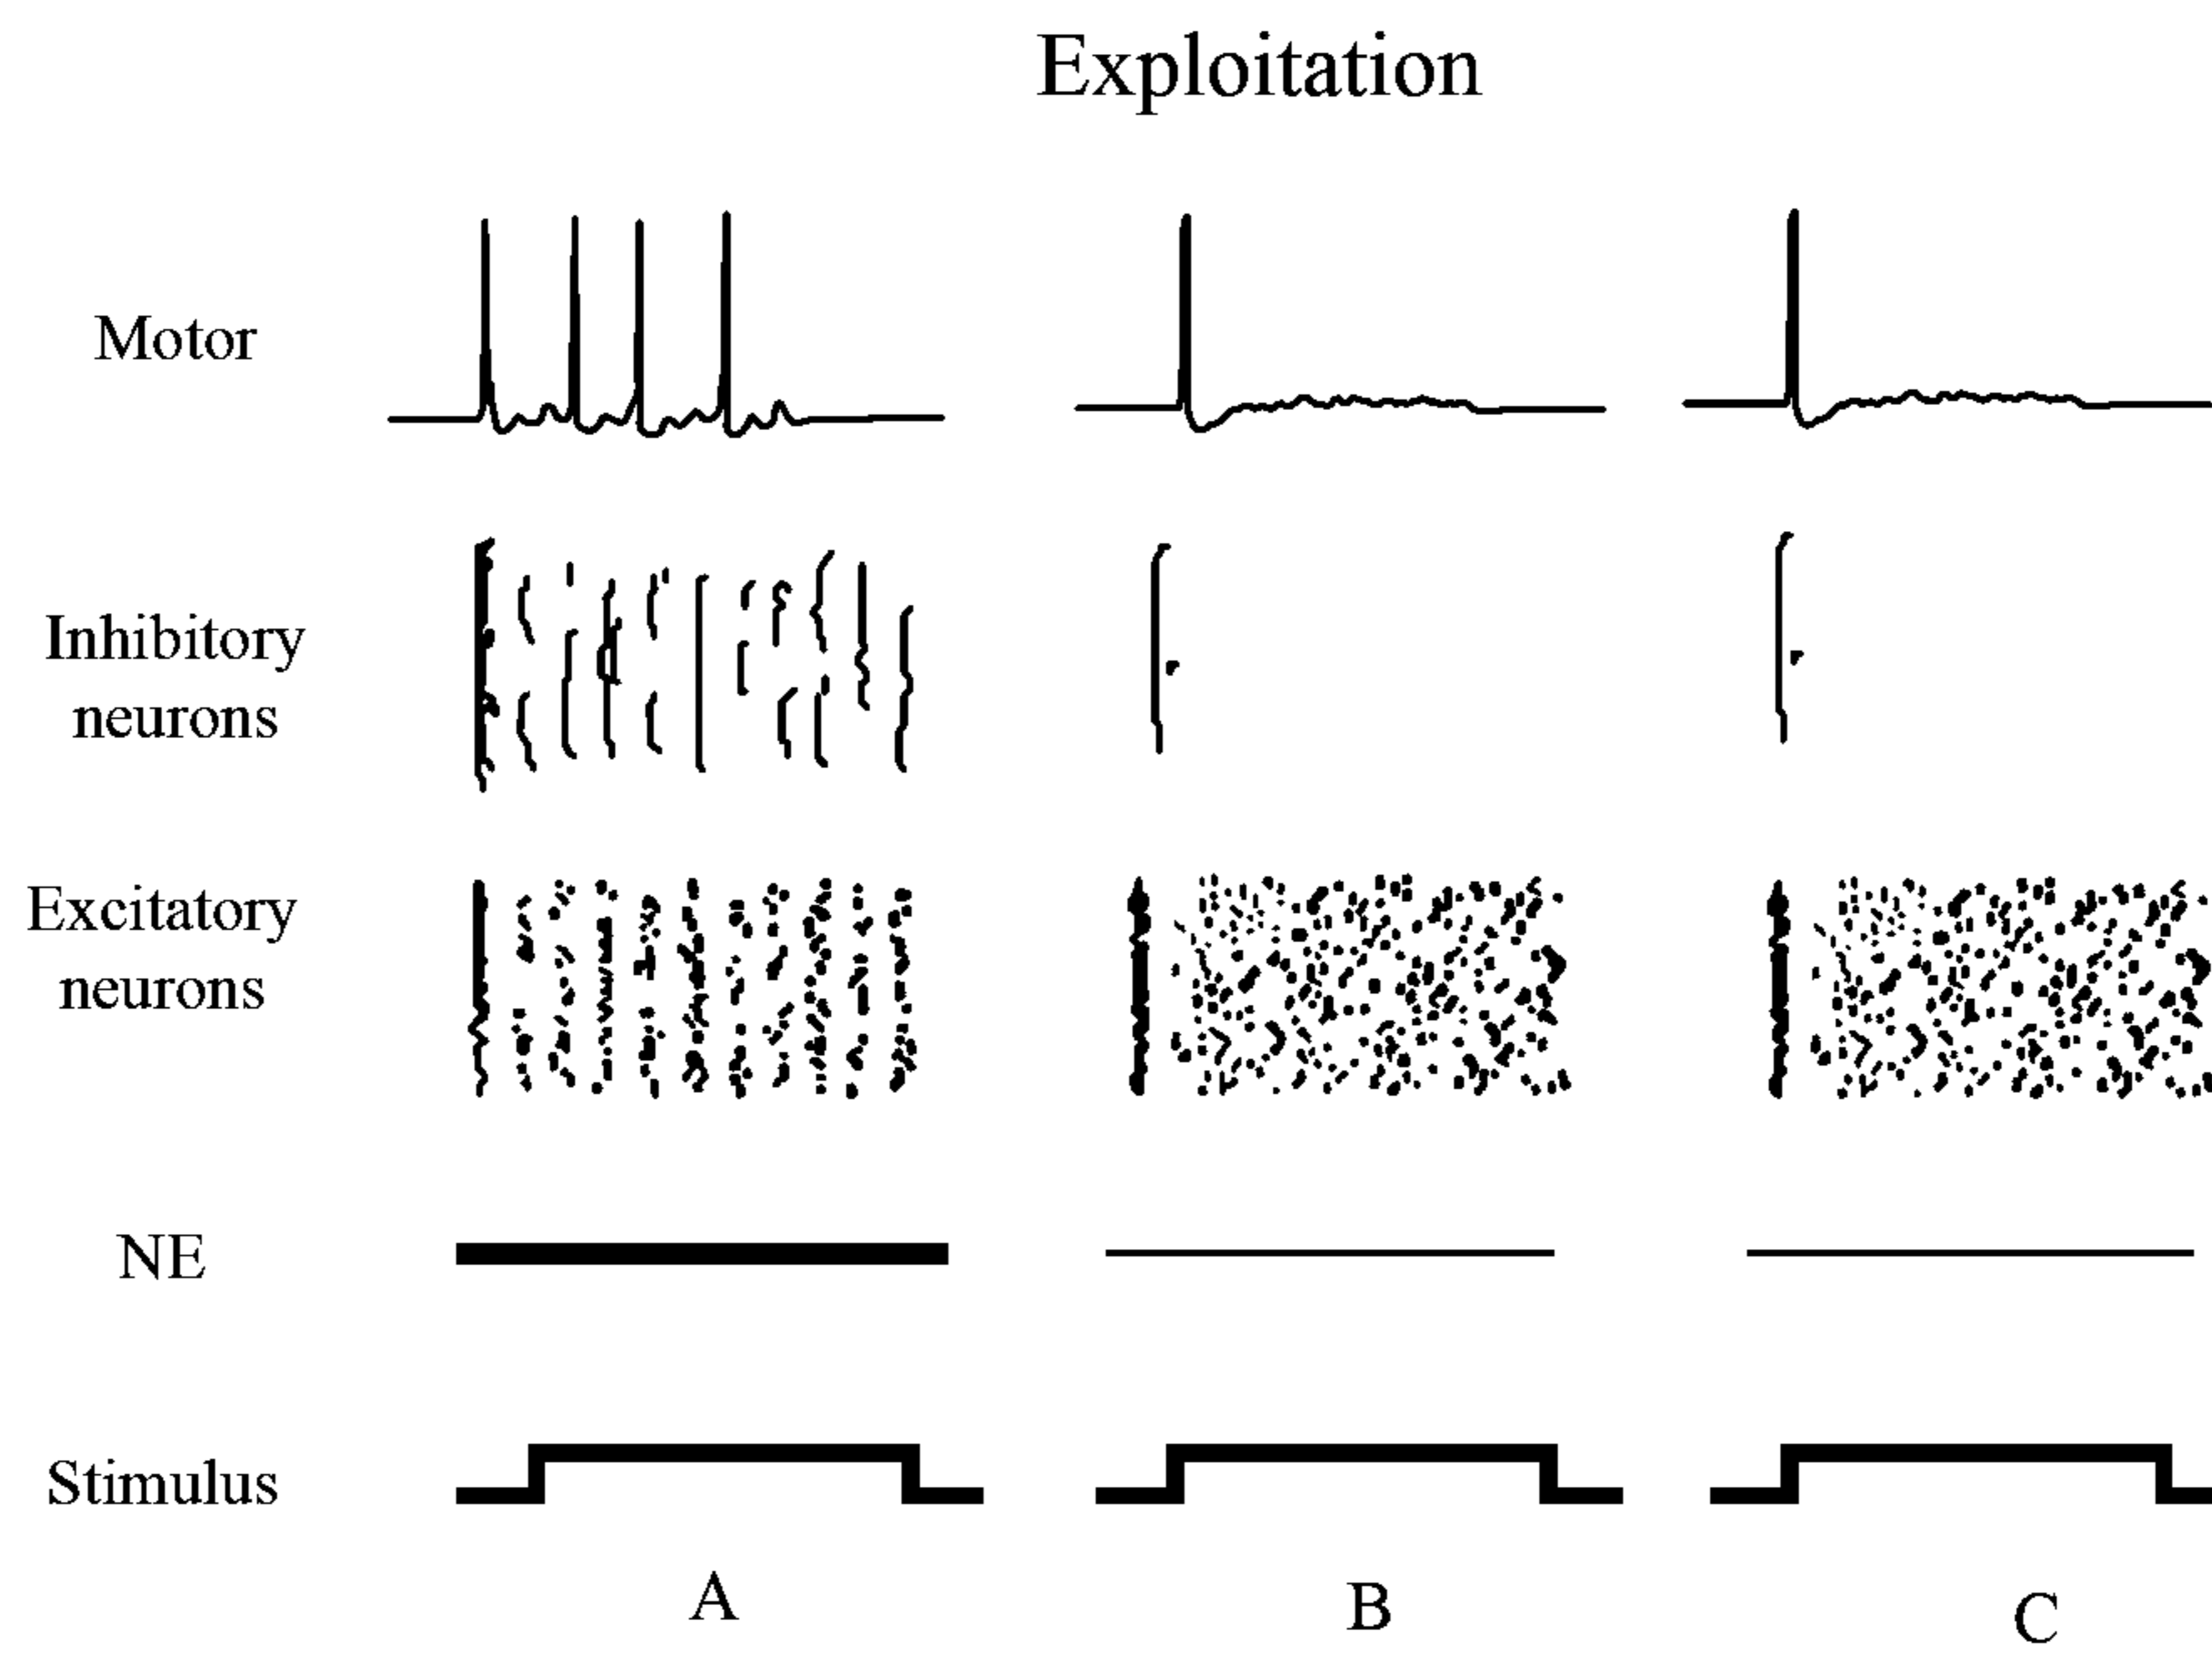 Exploitation
Motor
Inhibitory
neurons
Excitatory
neurons
NE
Stimulus
A
B
C